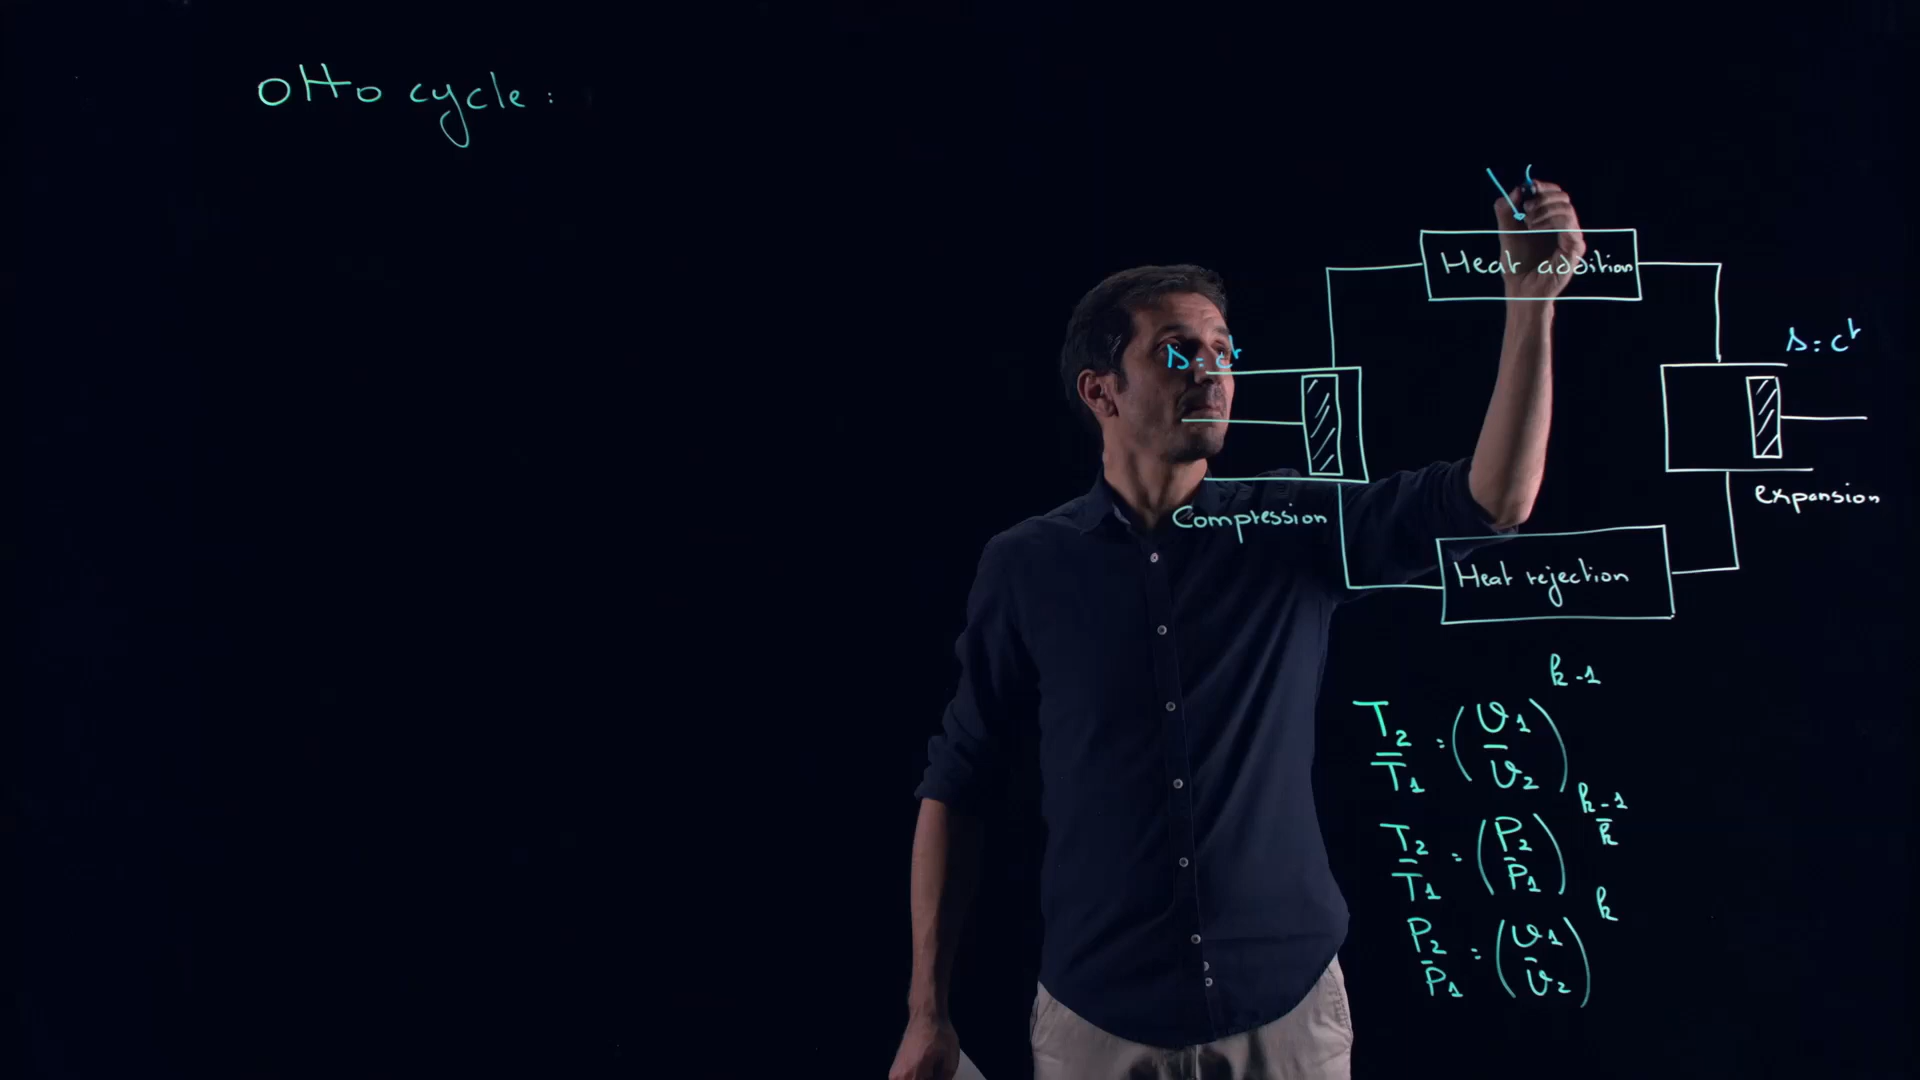 Otto cycle :
Heat addition
s = cᵗ
s = cᵗ
expansion
Compression
Heat rejection
T₂/T₁ = (v₁/v₂)^(k-1)
T₂/T₁ = (P₂/P₁)^((k-1)/k)
P₂/P₁ = (v₁/v₂)^k